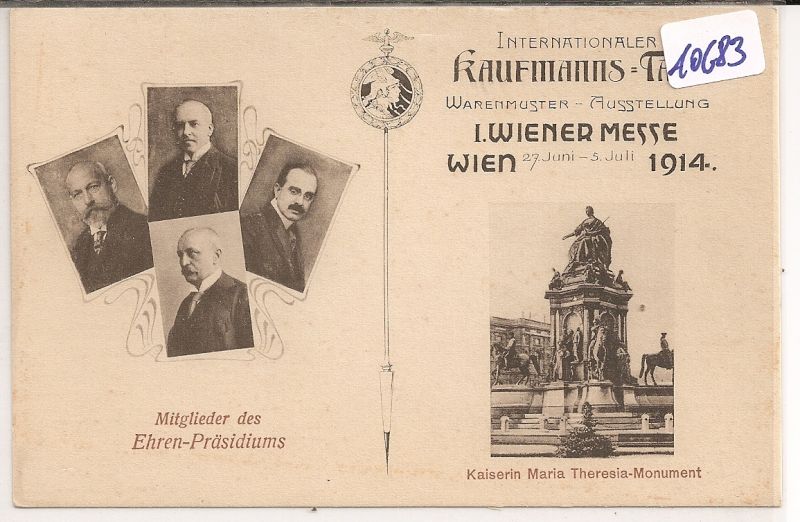 INTERNATIONALER
KAUFMANNS=TA
WARENMUSTER - AUSSTELLUNG
I. WIENER MESSE
WIEN 27. Juni - 5. Juli 1914.
10683
Mitglieder des
Ehren-Präsidiums
Kaiserin Maria Theresia-Monument